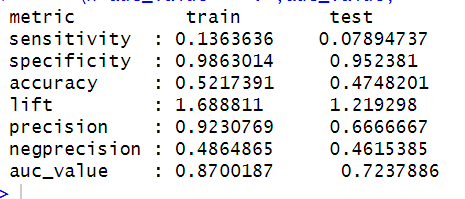 metric train test
sensitivity : 0.1363636 0.07894737
specificity : 0.9863014 0.952381
accuracy : 0.5217391 0.4748201
lift : 1.688811 1.219298
precision : 0.9230769 0.6666667
negprecision : 0.4864865 0.4615385
auc_value : 0.8700187 0.7237886
>